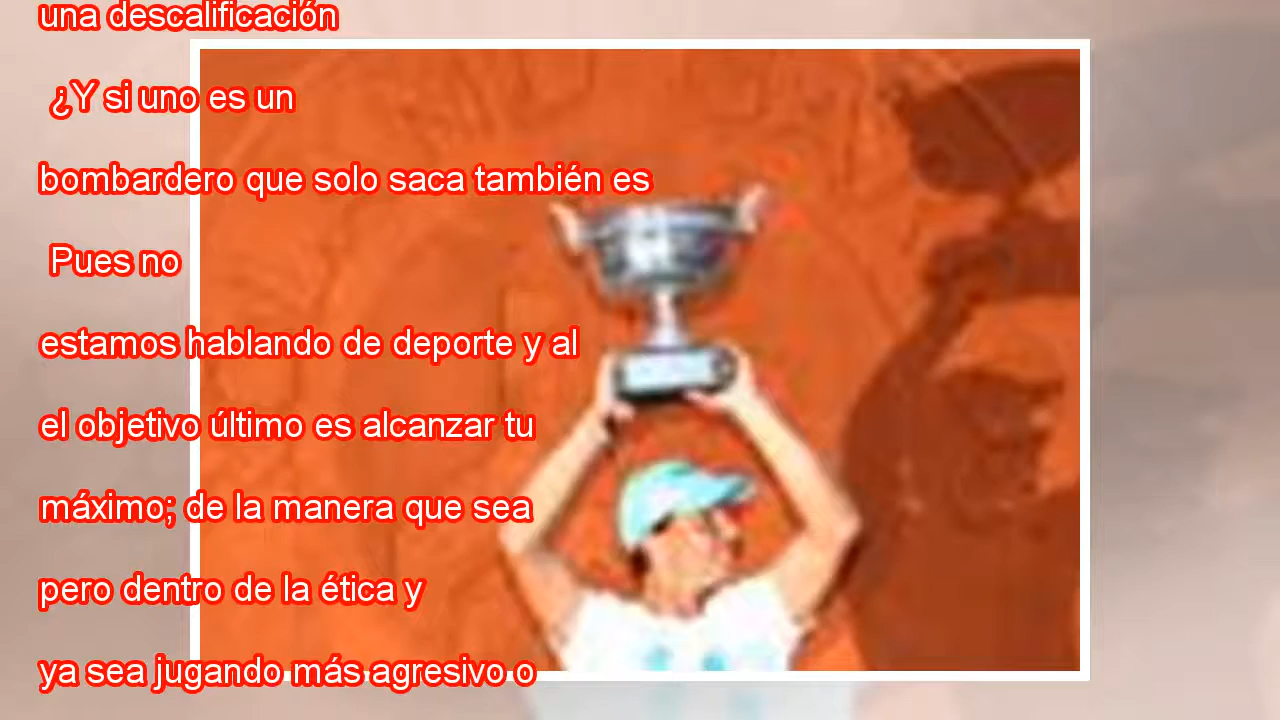 una descalificación
¿Y si uno es un
bombardero que solo saca también es
Pues no
estamos hablando de deporte y al
el objetivo último es alcanzar tu
máximo; de la manera que sea
pero dentro de la ética y
ya sea jugando más agresivo o